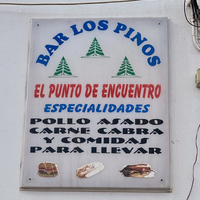 BAR LOS PINOS
EL PUNTO DE ENCUENTRO
ESPECIALIDADES
POLLO ASADO
CARNE CABRA
Y COMIDAS
PARA LLEVAR